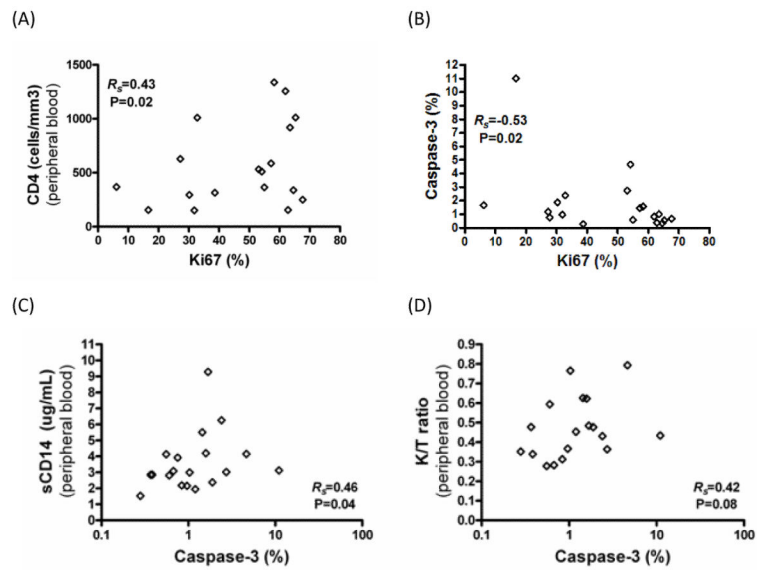 (A)
CD4 (cells/mm3)
(peripheral blood)
1500
1000
500
0
Rs=0.43
P=0.02
0 10 20 30 40 50 60 70 80
Ki67 (%)
(B)
Caspase-3 (%)
12
11
10
9
8
7
6
5
4
3
2
1
0
Rs=-0.53
P=0.02
0 10 20 30 40 50 60 70 80
Ki67 (%)
(C)
sCD14 (ug/mL)
(peripheral blood)
11
10
9
8
7
6
5
4
3
2
1
0
Rs=0.46
P=0.04
0.1 1 10 100
Caspase-3 (%)
(D)
K/T ratio
(peripheral blood)
0.9
0.8
0.7
0.6
0.5
0.4
0.3
0.2
0.1
0.0
Rs=0.42
P=0.08
0.1 1 10 100
Caspase-3 (%)